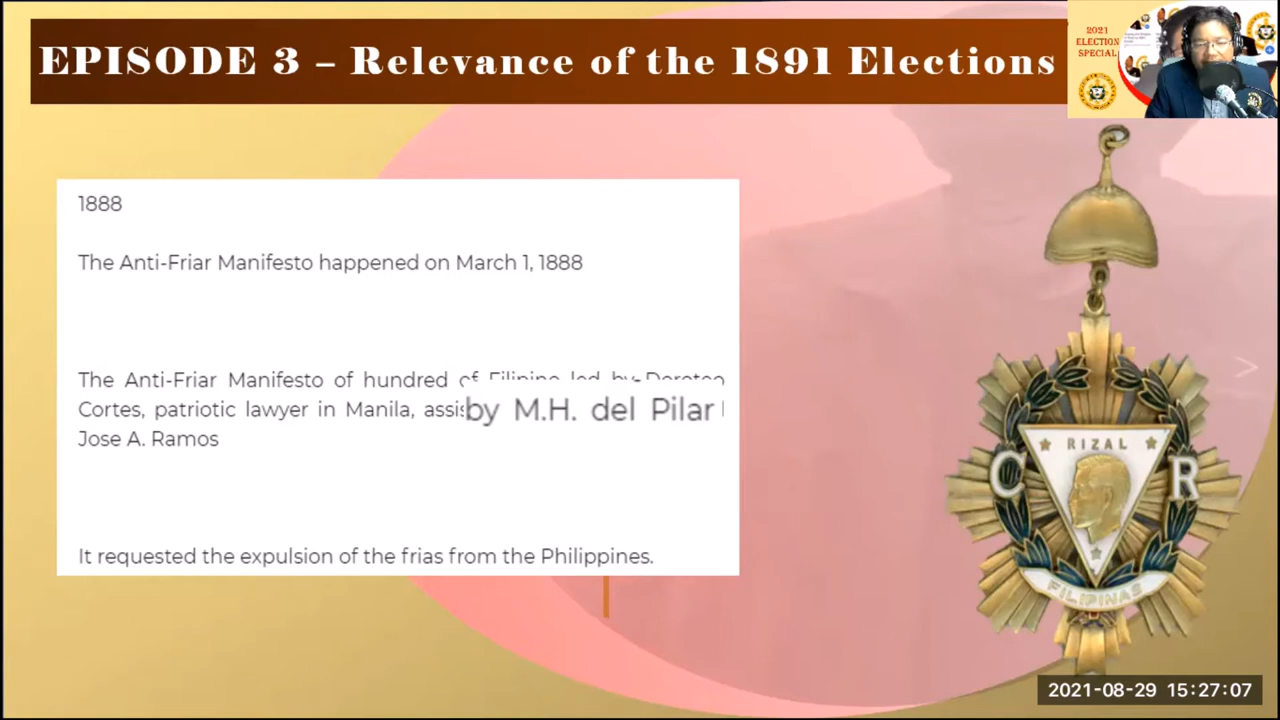 EPISODE 3 – Relevance of the 1891 Elections
2021
ELECTION
SPECIAL
1888
The Anti-Friar Manifesto happened on March 1, 1888
The Anti-Friar Manifesto of hundred of Filipino led by Doroteo
Cortes, patriotic lawyer in Manila, by M.H. del Pilar
Jose A. Ramos
It requested the expulsion of the frias from the Philippines.
RIZAL
C R
FILIPINAS
2021-08-29 15:27:07